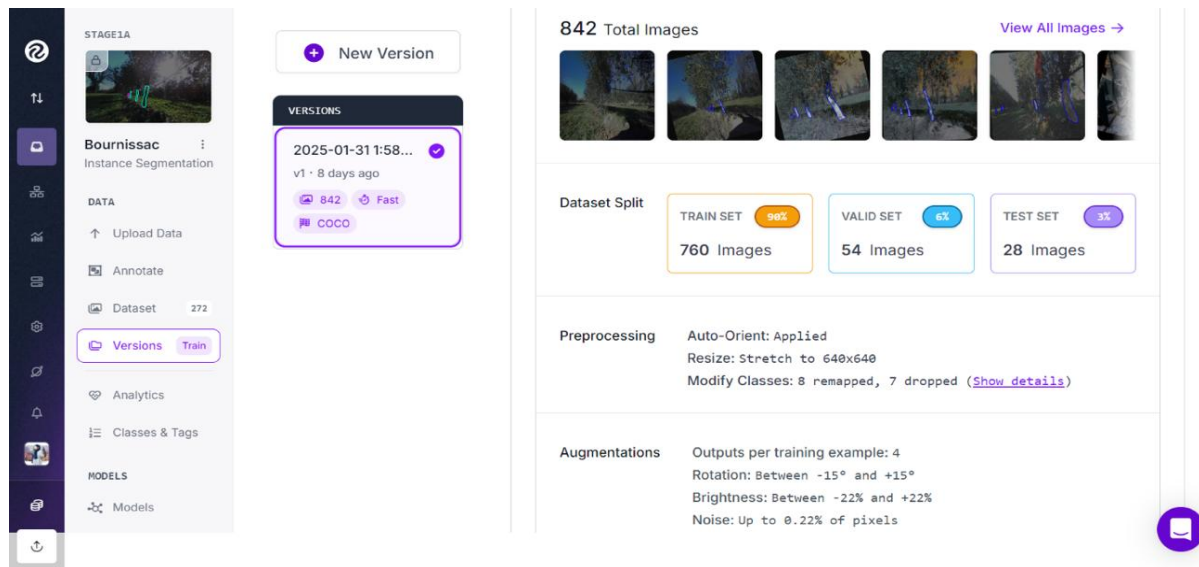 STAGE1A
Bournissac
Instance Segmentation
DATA
Upload Data
Annotate
Dataset 272
Versions Train
Analytics
Classes & Tags
MODELS
Models
New Version
VERSIONS
2025-01-31 1:58...
v1 · 8 days ago
842 Fast
COCO
842 Total Images
View All Images →
Dataset Split
TRAIN SET 90%
760 Images
VALID SET 6%
54 Images
TEST SET 3%
28 Images
Preprocessing
Auto-Orient: Applied
Resize: Stretch to 640x640
Modify Classes: 8 remapped, 7 dropped (Show details)
Augmentations
Outputs per training example: 4
Rotation: Between -15° and +15°
Brightness: Between -22% and +22%
Noise: Up to 0.22% of pixels